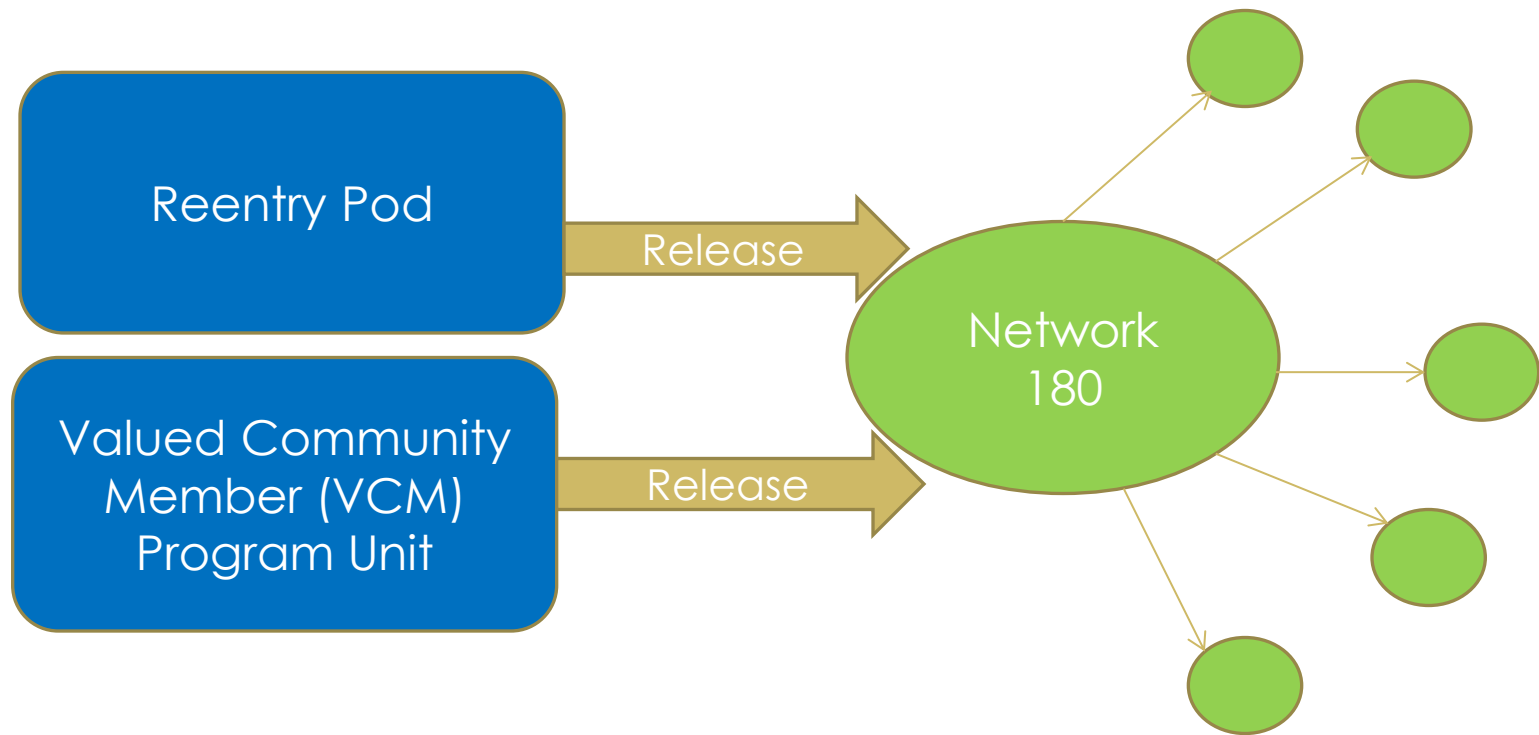 Reentry Pod
Release
Network
180
Valued Community
Member (VCM)
Program Unit
Release